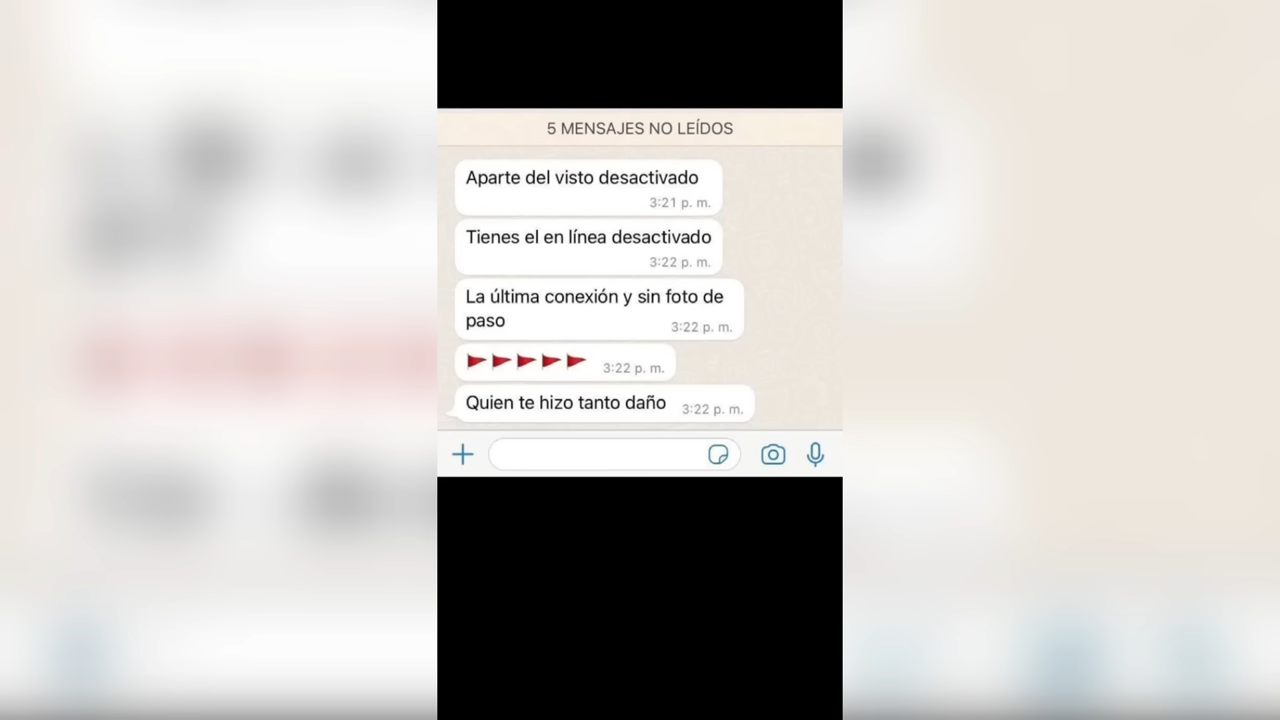 5 MENSAJES NO LEÍDOS
Aparte del visto desactivado
3:21 p. m.
Tienes el en línea desactivado
3:22 p. m.
La última conexión y sin foto de
paso
3:22 p. m.
🚩🚩🚩🚩🚩 3:22 p. m.
Quien te hizo tanto daño 3:22 p. m.